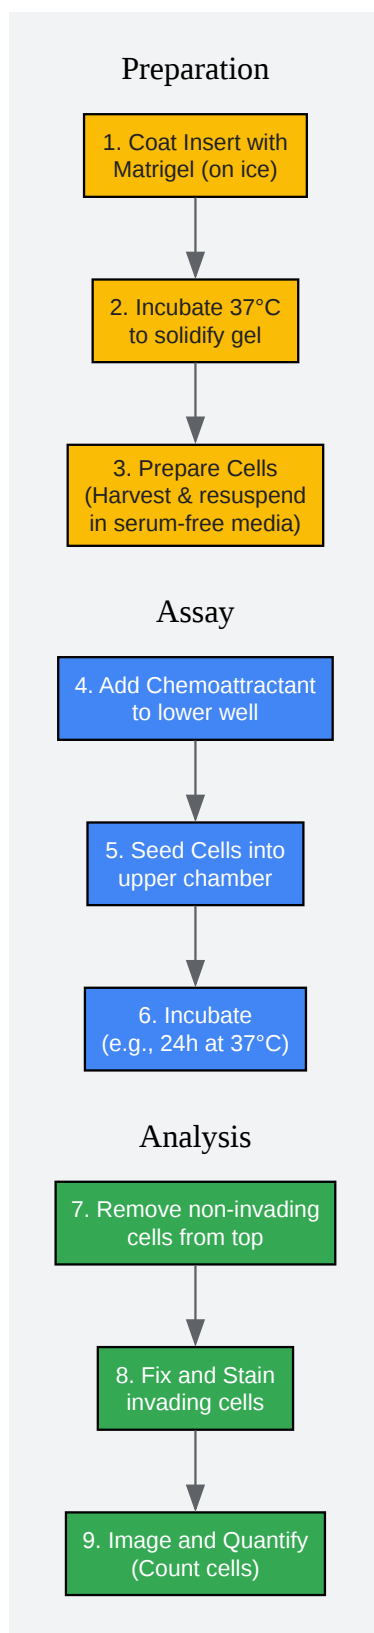 Preparation
1. Coat Insert with
Matrigel (on ice)
2. Incubate 37°C
to solidify gel
3. Prepare Cells
(Harvest & resuspend
in serum-free media)
Assay
4. Add Chemoattractant
to lower well
5. Seed Cells into
upper chamber
6. Incubate
(e.g., 24h at 37°C)
Analysis
7. Remove non-invading
cells from top
8. Fix and Stain
invading cells
9. Image and Quantify
(Count cells)